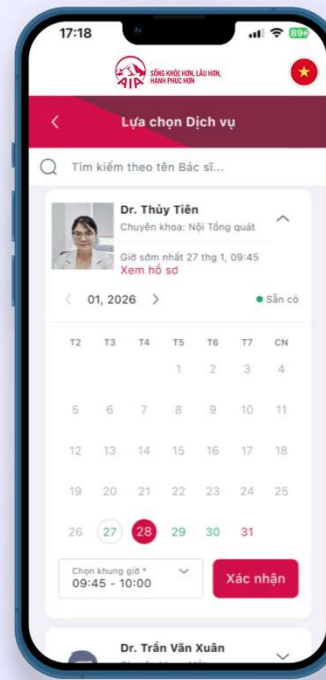 17:18
89
AIA
SỐNG KHỎE HƠN, LÂU HƠN,
HẠNH PHÚC HƠN
Lựa chọn Dịch vụ
Tìm kiếm theo tên Bác sĩ...
Dr. Thủy Tiên
Chuyên khoa: Nội Tổng quát
Giờ sớm nhất 27 thg 1, 09:45
Xem hồ sơ
01, 2026
Sẵn có
T2 T3 T4 T5 T6 T7 CN
1 2 3 4
5 6 7 8 9 10 11
12 13 14 15 16 17 18
19 20 21 22 23 24 25
26 27 28 29 30 31
Chọn khung giờ *
09:45 - 10:00
Xác nhận
Dr. Trần Văn Xuân